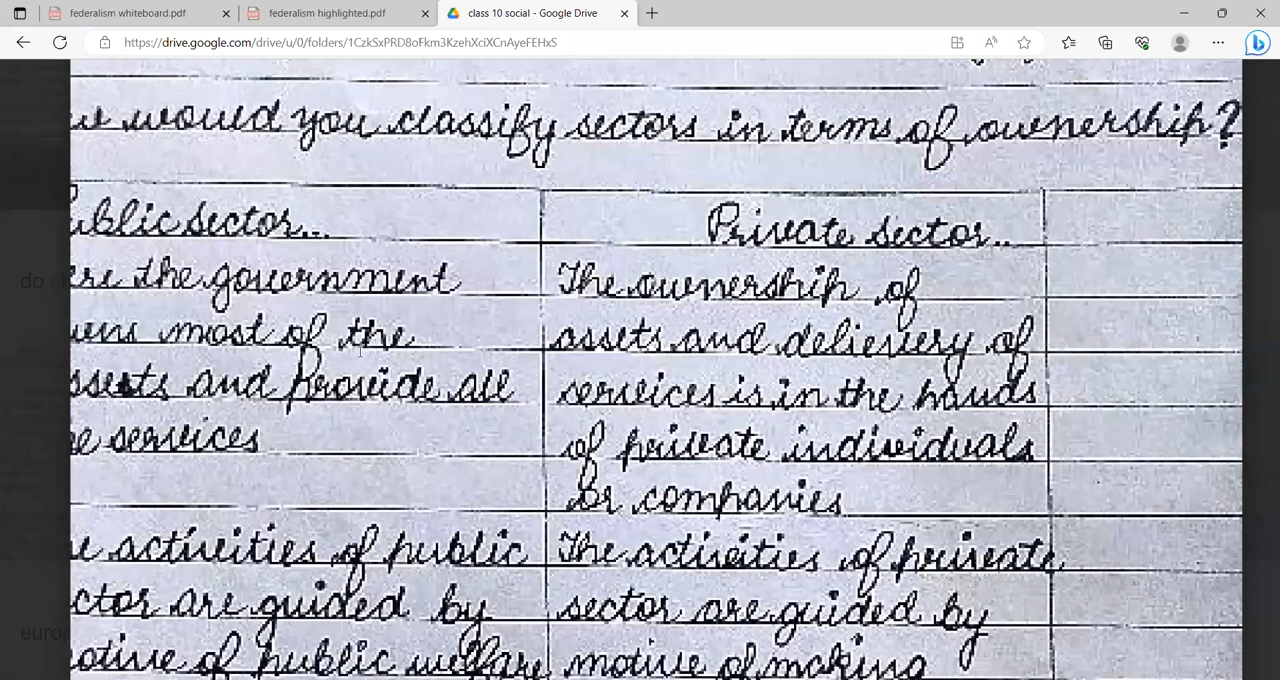 federalism whiteboard.pdf
federalism highlighted.pdf
class 10 social - Google Drive
https://drive.google.com/drive/u/0/folders/1CzkSxPRD8oFkm3KzehXciXCnAyeFEHxS
w would you classify sectors in terms of ownership?
ublic sector... Private sector..
ere the government The ownership of
wns most of the assets and delievery of
ssests and provide all services is in the hands
e services of private individuals
or companies
e activities of public The activities of private
ctor are guided by sector are guided by
otive of public welfare motive of making